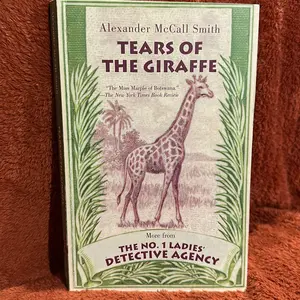 Alexander McCall Smith
TEARS OF
THE GIRAFFE
"The Miss Marple of Botswana."
—The New York Times Book Review
More from
THE NO. 1 LADIES'
DETECTIVE AGENCY